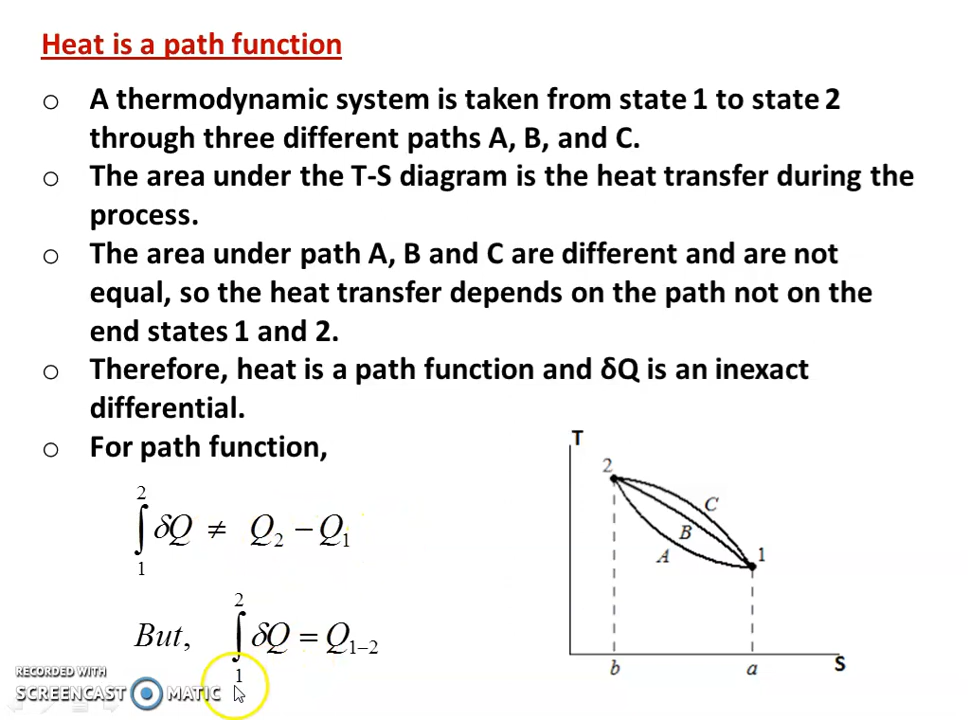 Heat is a path function
o A thermodynamic system is taken from state 1 to state 2
through three different paths A, B, and C.
o The area under the T-S diagram is the heat transfer during the
process.
o The area under path A, B and C are different and are not
equal, so the heat transfer depends on the path not on the
end states 1 and 2.
o Therefore, heat is a path function and δQ is an inexact
differential.
o For path function,
∫₁² δQ ≠ Q₂ − Q₁
But, ∫₁² δQ = Q₁₋₂
T
2
C
B
A
1
b
a
S
RECORDED WITH
SCREENCAST MATIC